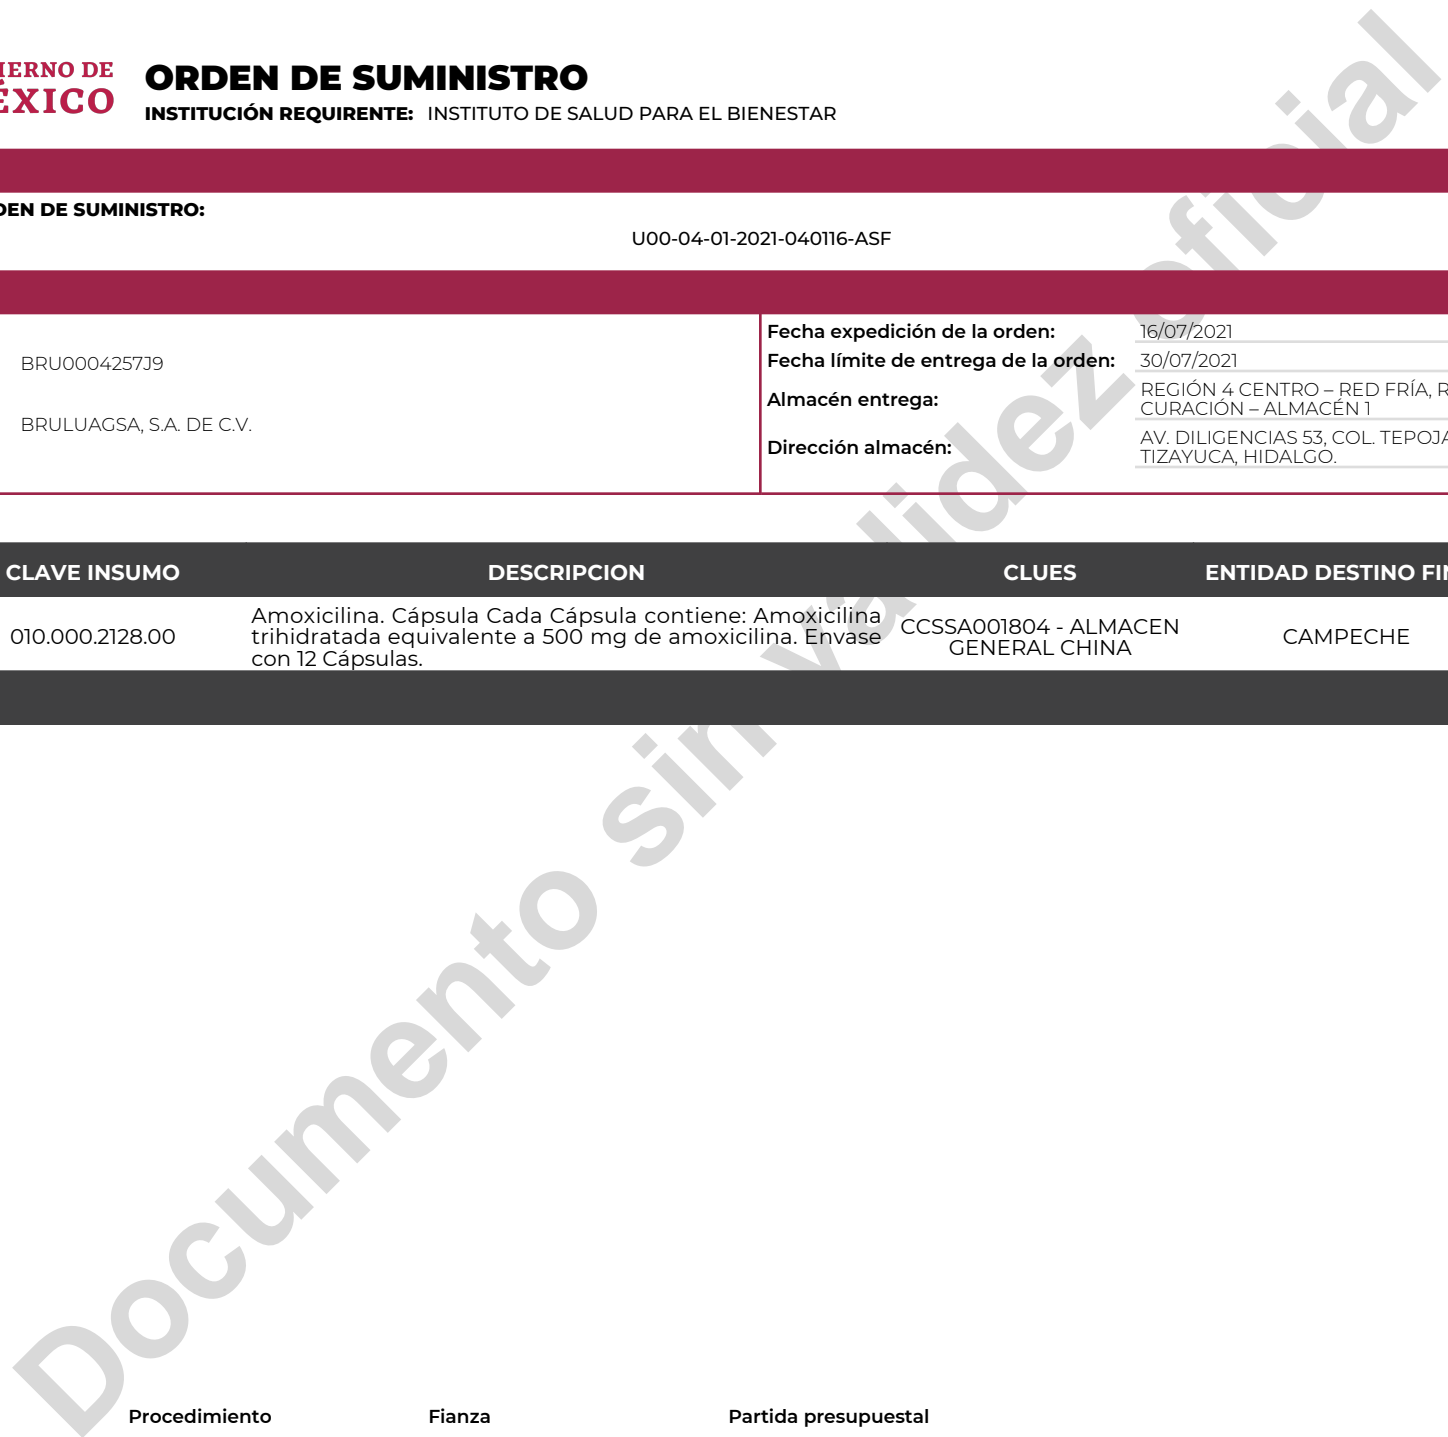 IERNO DE
ÉXICO
ORDEN DE SUMINISTRO
INSTITUCIÓN REQUIRENTE: INSTITUTO DE SALUD PARA EL BIENESTAR
DEN DE SUMINISTRO:
U00-04-01-2021-040116-ASF
BRU0004257J9
BRULUAGSA, S.A. DE C.V.
Fecha expedición de la orden: 16/07/2021
Fecha límite de entrega de la orden: 30/07/2021
Almacén entrega: REGIÓN 4 CENTRO – RED FRÍA, R
CURACIÓN – ALMACÉN 1
Dirección almacén: AV. DILIGENCIAS 53, COL. TEPOJA
TIZAYUCA, HIDALGO.
CLAVE INSUMO DESCRIPCION CLUES ENTIDAD DESTINO FIN
010.000.2128.00
Amoxicilina. Cápsula Cada Cápsula contiene: Amoxicilina
trihidratada equivalente a 500 mg de amoxicilina. Envase
con 12 Cápsulas.
CCSSA001804 - ALMACEN
GENERAL CHINA
CAMPECHE
Documento sin validez oficial
Procedimiento Fianza Partida presupuestal